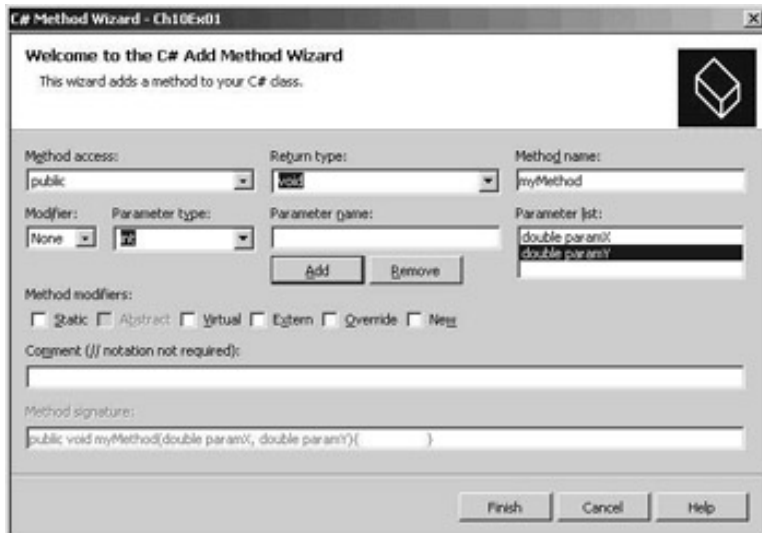 C# Method Wizard - Ch10Ex01
Welcome to the C# Add Method Wizard
This wizard adds a method to your C# class.
Method access: Return type: Method name:
public void myMethod
Modifier: Parameter type: Parameter name: Parameter list:
None int double paramX
double paramY
Add Remove
Method modifiers:
Static Abstract Virtual Extern Override New
Comment (// notation not required):
Method signature:
public void myMethod(double paramX, double paramY){ }
Finish Cancel Help